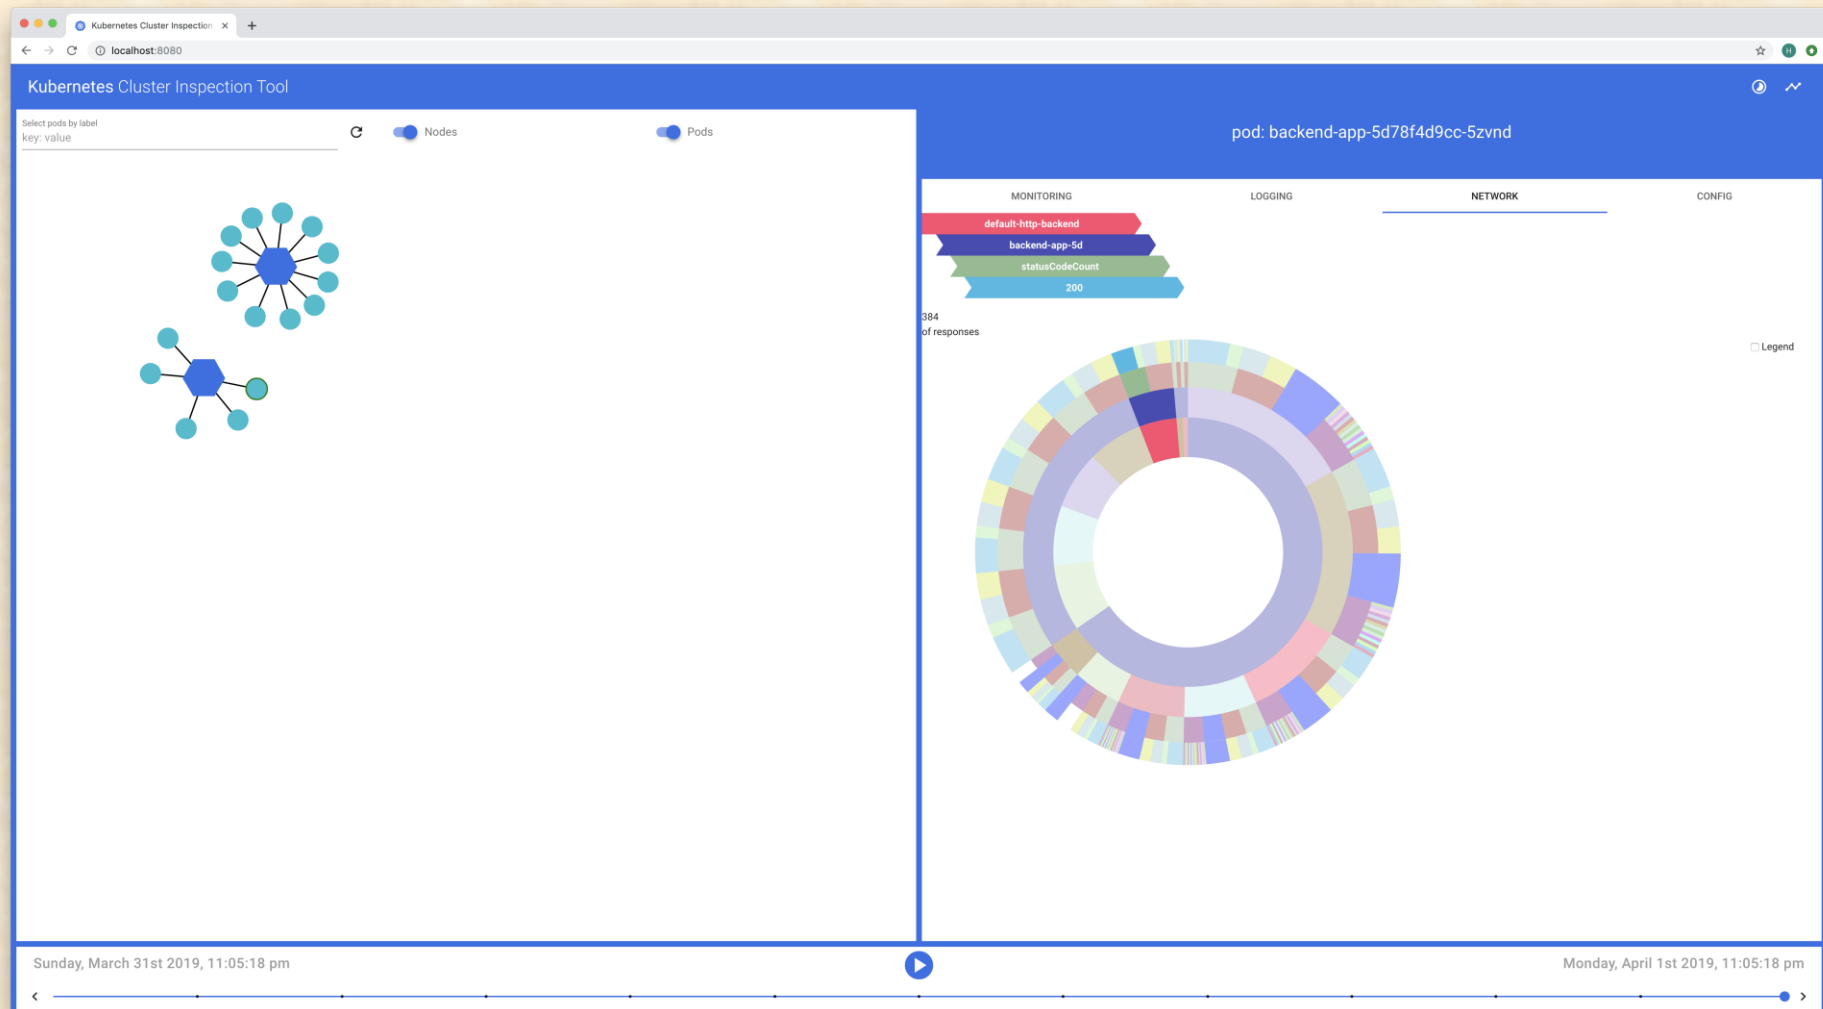 Kubernetes Cluster Inspection
localhost:8080
H
Kubernetes Cluster Inspection Tool
Select pods by label
key: value
Nodes
Pods
pod: backend-app-5d78f4d9cc-5zvnd
MONITORING
LOGGING
NETWORK
CONFIG
default-http-backend
backend-app-5d
statusCodeCount
200
384
of responses
Legend
Sunday, March 31st 2019, 11:05:18 pm
Monday, April 1st 2019, 11:05:18 pm